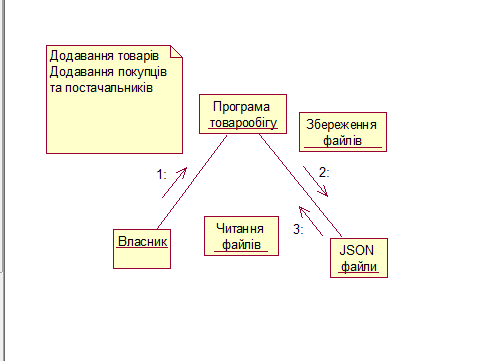 Додавання товарів
Додавання покупців
та постачальників
Програма
товарообігу
Збереження
файлів
1:
2:
Власник
Читання
файлів
3:
JSON
файли